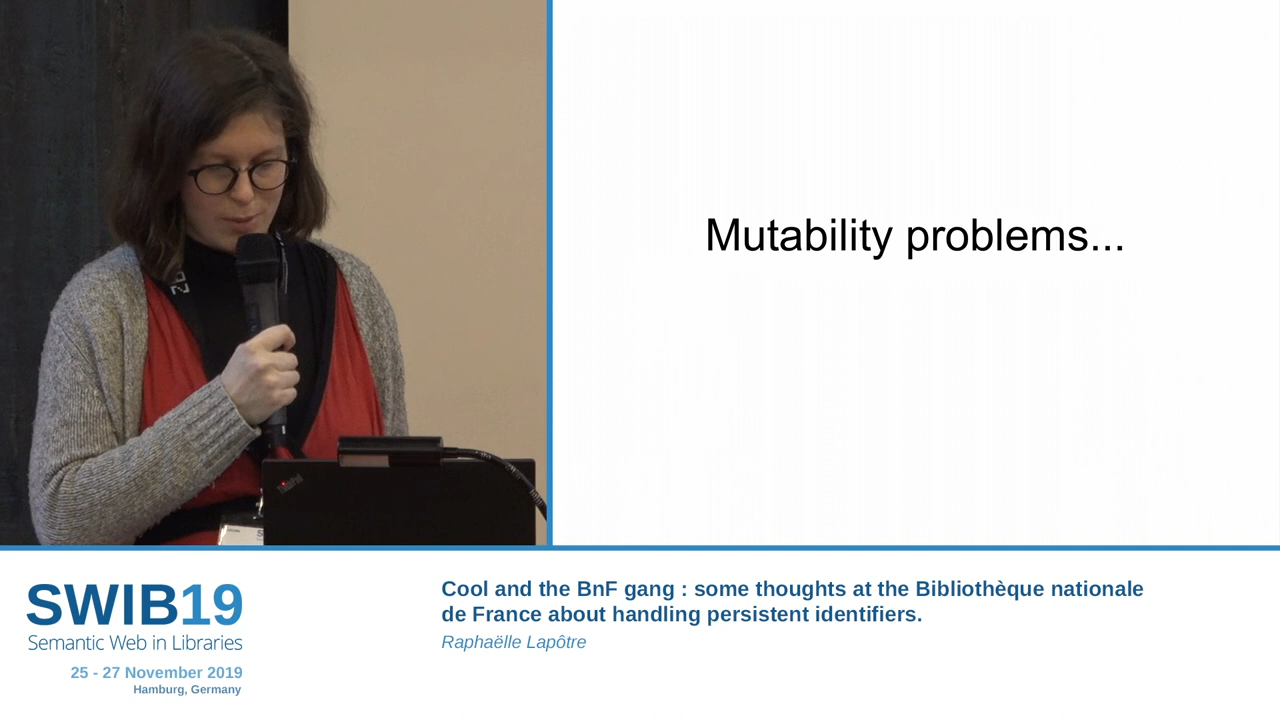 Mutability problems...
ThinkPad
SWIB19
Semantic Web in Libraries
25 - 27 November 2019
Hamburg, Germany
Cool and the BnF gang : some thoughts at the Bibliothèque nationale
de France about handling persistent identifiers.
Raphaëlle Lapôtre